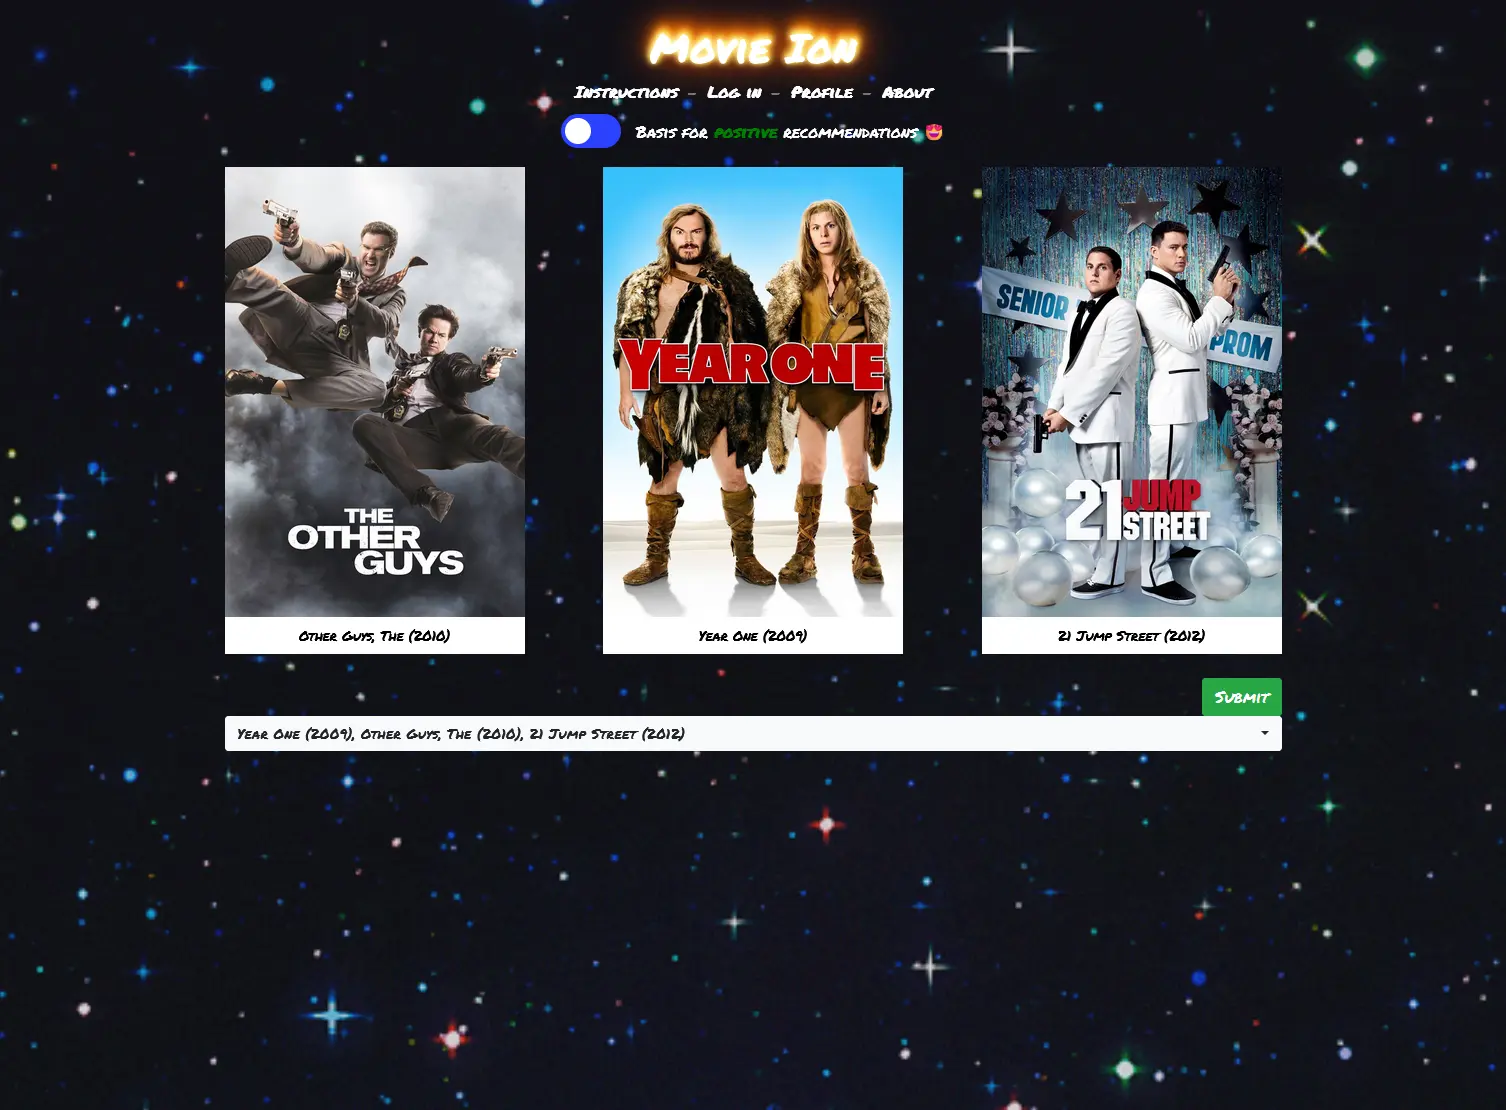 Movie Ion
Instructions – Log in – Profile – About
Basis for positive recommendations 🤩
THE
OTHER
GUYS
YEAR ONE
SENIOR
PROM
21 JUMP
STREET
Other Guys, The (2010)
Year One (2009)
21 Jump Street (2012)
Submit
Year One (2009), Other Guys, The (2010), 21 Jump Street (2012)